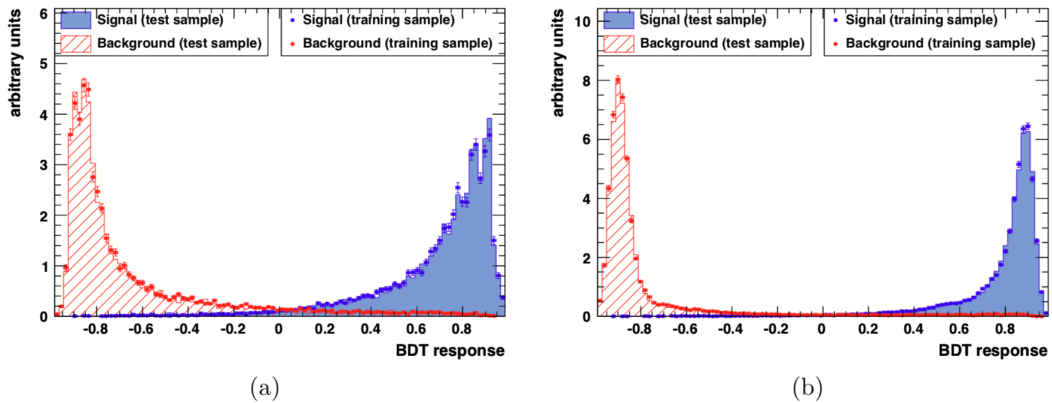 Signal (test sample)
Background (test sample)
Signal (training sample)
Background (training sample)
arbitrary units
6
5
4
3
2
1
0
-0.8 -0.6 -0.4 -0.2 0 0.2 0.4 0.6 0.8
BDT response
(a)
Signal (test sample)
Background (test sample)
Signal (training sample)
Background (training sample)
arbitrary units
10
8
6
4
2
0
-0.8 -0.6 -0.4 -0.2 0 0.2 0.4 0.6 0.8
BDT response
(b)